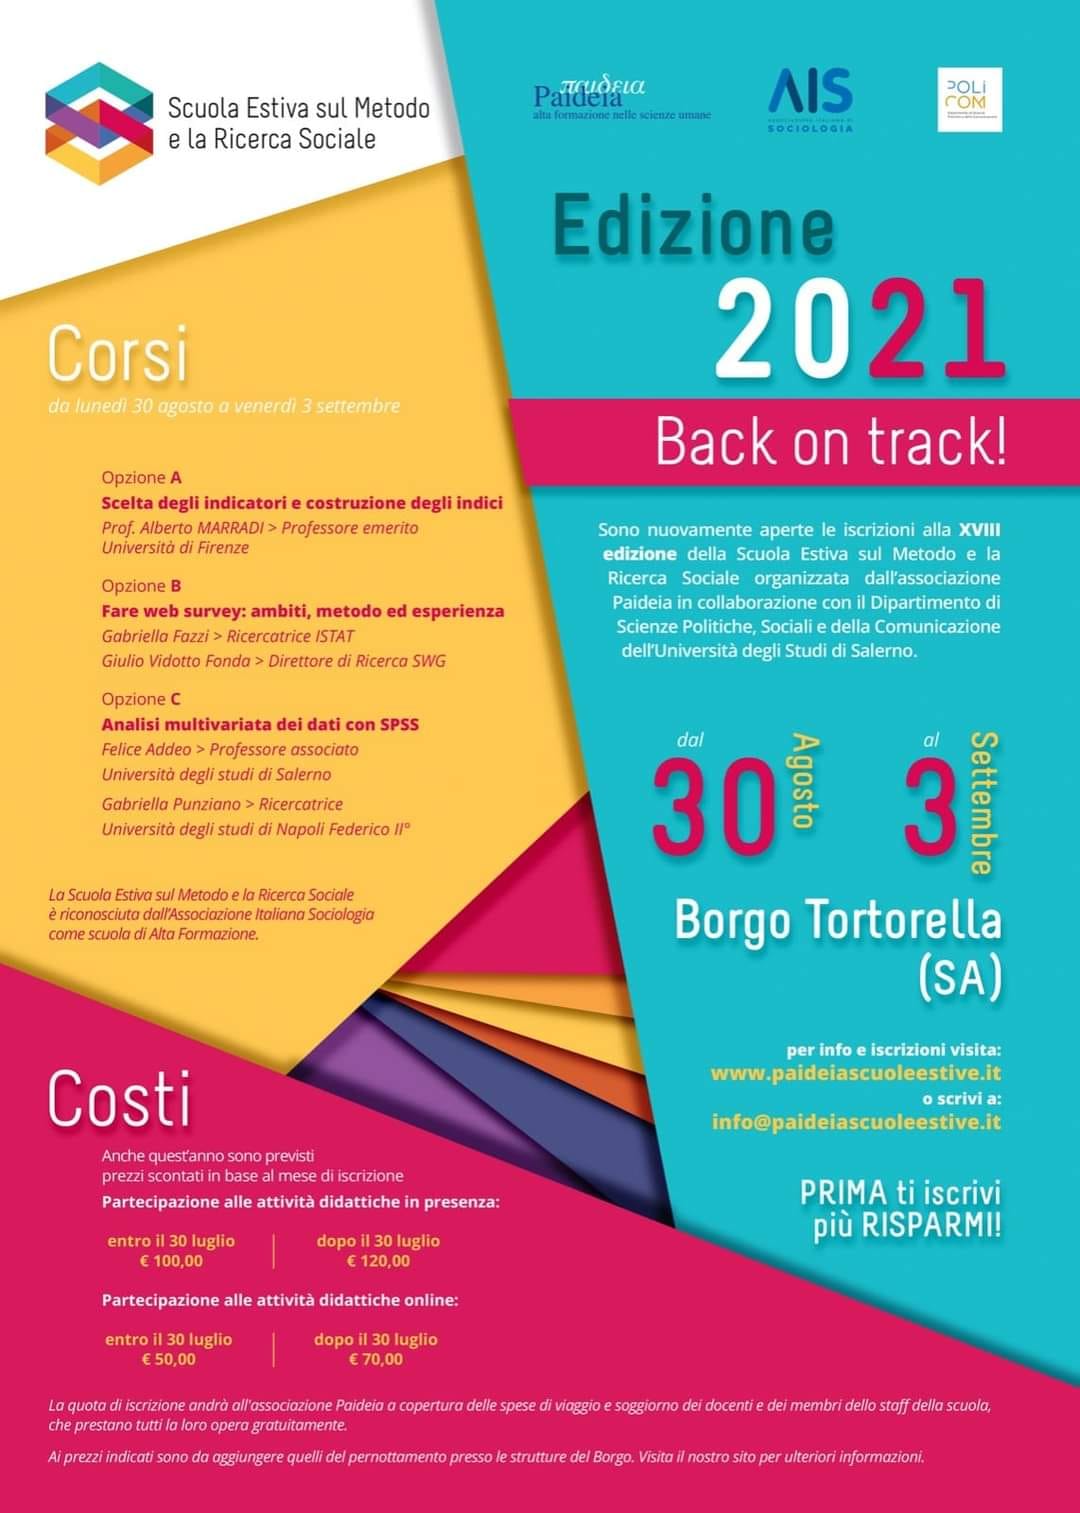 Scuola Estiva sul Metodo
e la Ricerca Sociale
παιδεια
Paideia
alta formazione nelle scienze umane
AIS
ASSOCIAZIONE ITALIANA DI
SOCIOLOGIA
POLI
COM
Edizione
2021
Back on track!
Sono nuovamente aperte le iscrizioni alla XVIII
edizione della Scuola Estiva sul Metodo e la
Ricerca Sociale organizzata dall'associazione
Paideia in collaborazione con il Dipartimento di
Scienze Politiche, Sociali e della Comunicazione
dell'Università degli Studi di Salerno.
dal
30
Agosto
al
3
Settembre
Borgo Tortorella
(SA)
per info e iscrizioni visita:
www.paideiascuoleestive.it
o scrivi a:
info@paideiascuoleestive.it
PRIMA ti iscrivi
più RISPARMI!
Corsi
da lunedì 30 agosto a venerdì 3 settembre
Opzione A
Scelta degli indicatori e costruzione degli indici
Prof. Alberto MARRADI > Professore emerito
Università di Firenze
Opzione B
Fare web survey: ambiti, metodo ed esperienza
Gabriella Fazzi > Ricercatrice ISTAT
Giulio Vidotto Fonda > Direttore di Ricerca SWG
Opzione C
Analisi multivariata dei dati con SPSS
Felice Addeo > Professore associato
Università degli studi di Salerno
Gabriella Punziano > Ricercatrice
Università degli studi di Napoli Federico II°
La Scuola Estiva sul Metodo e la Ricerca Sociale
è riconosciuta dall'Associazione Italiana Sociologia
come scuola di Alta Formazione.
Costi
Anche quest'anno sono previsti
prezzi scontati in base al mese di iscrizione
Partecipazione alle attività didattiche in presenza:
entro il 30 luglio
€ 100,00
dopo il 30 luglio
€ 120,00
Partecipazione alle attività didattiche online:
entro il 30 luglio
€ 50,00
dopo il 30 luglio
€ 70,00
La quota di iscrizione andrà all'associazione Paideia a copertura delle spese di viaggio e soggiorno dei docenti e dei membri dello staff della scuola,
che prestano tutti la loro opera gratuitamente.
Ai prezzi indicati sono da aggiungere quelli del pernottamento presso le strutture del Borgo. Visita il nostro sito per ulteriori informazioni.